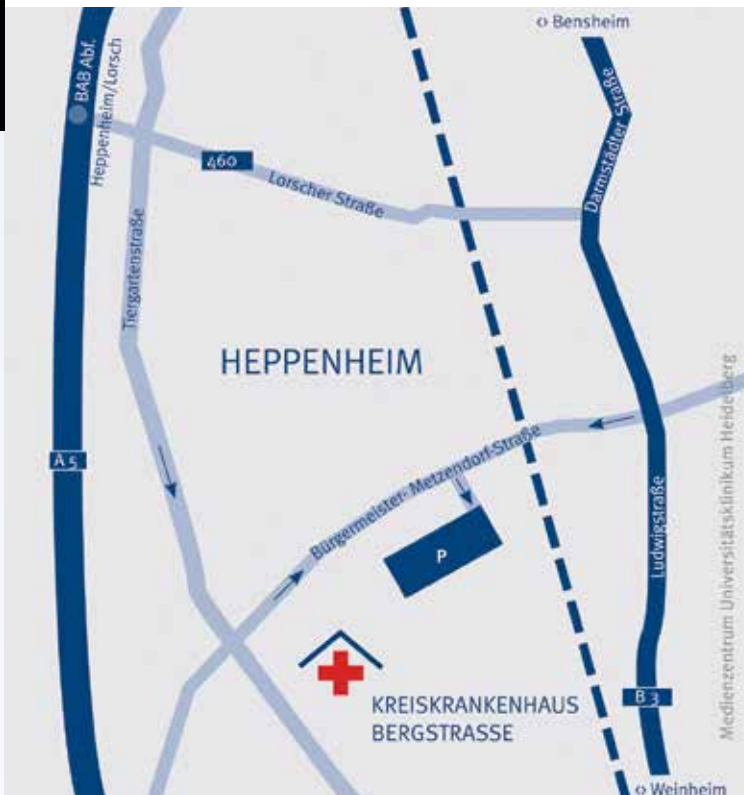 ‹› Bensheim
BAB Abf.
Heppenheim/Lorsch
460
Lorscher Straße
Darmstädter Straße
Tiergartenstraße
HEPPENHEIM
A 5
Bürgermeister- Metzendorf-Straße
P
Ludwigstraße
KREISKRANKENHAUS
BERGSTRASSE
B 3
‹› Weinheim
Medienzentrum Universitätsklinikum Heidelberg